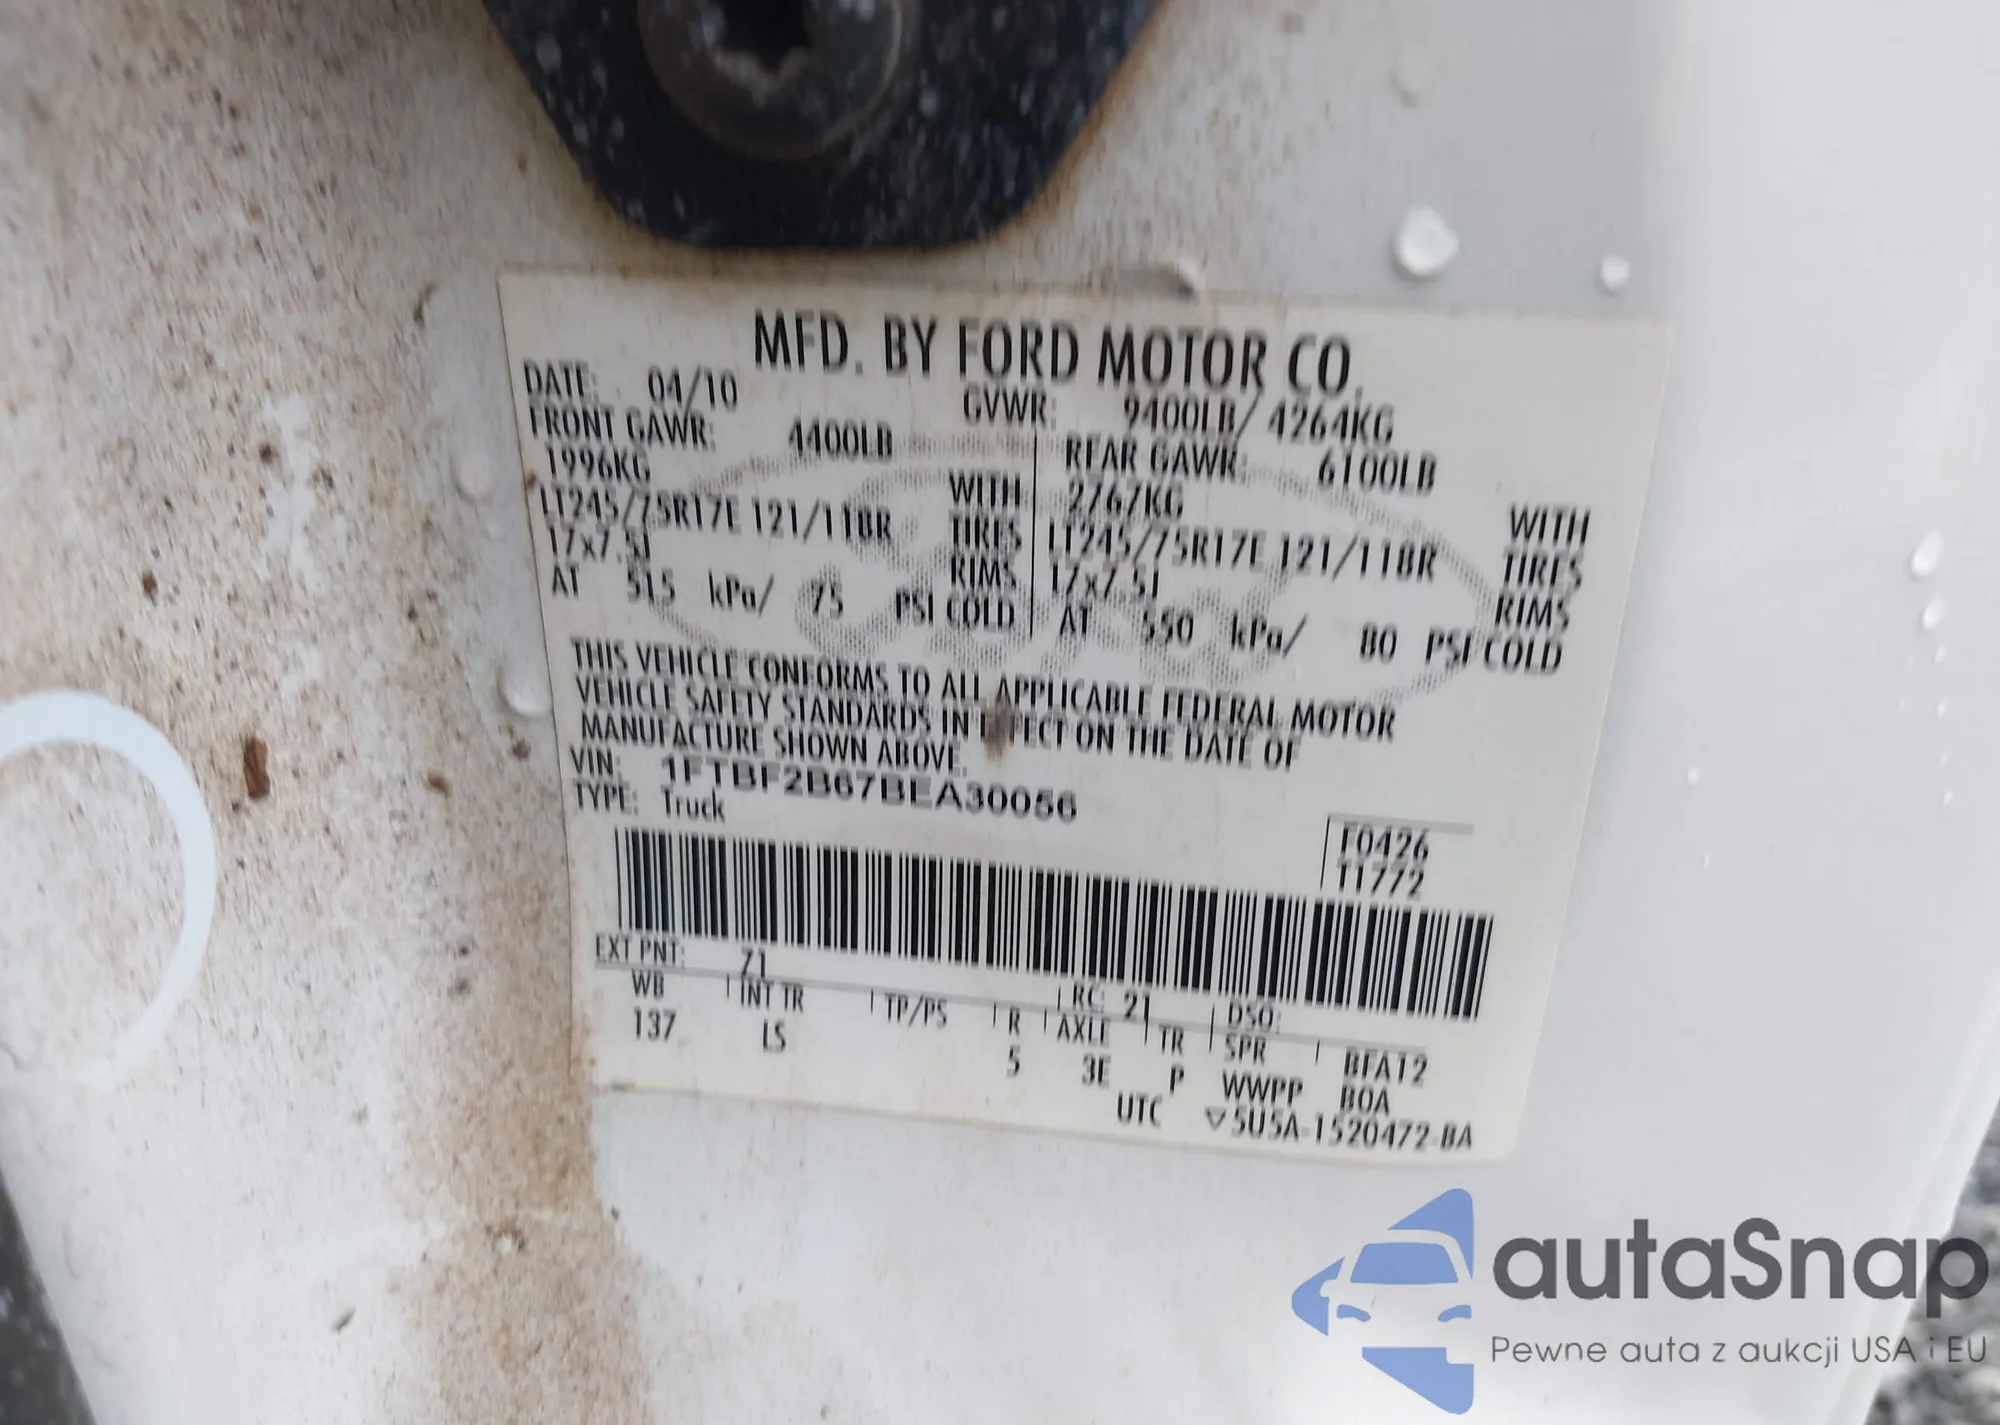 MFD. BY FORD MOTOR CO.
DATE: 04/10 GVWR: 9400LB/ 4264KG
FRONT GAWR: 4400LB REAR GAWR: 6100LB
1996KG WITH 2767KG WITH
LT245/75R17E 121/118R TIRES LT245/75R17E 121/118R TIRES
17x7.5J RIMS 17x7.5J RIMS
AT 515 kPa/ 75 PSI COLD AT 550 kPa/ 80 PSI COLD
THIS VEHICLE CONFORMS TO ALL APPLICABLE FEDERAL MOTOR
VEHICLE SAFETY STANDARDS IN EFFECT ON THE DATE OF
MANUFACTURE SHOWN ABOVE.
VIN: 1FTBF2B67BEA30056
TYPE: Truck
F0426
T1772
EXT PNT: Z1 RC: 21 DSO:
WB INT TR TP/PS R AXLE TR SPR BFA12
137 LS 5 3E P WWPP BOA
UTC ▽5U5A-1520472-BA
autaSnap
Pewne auta z aukcji USA i EU